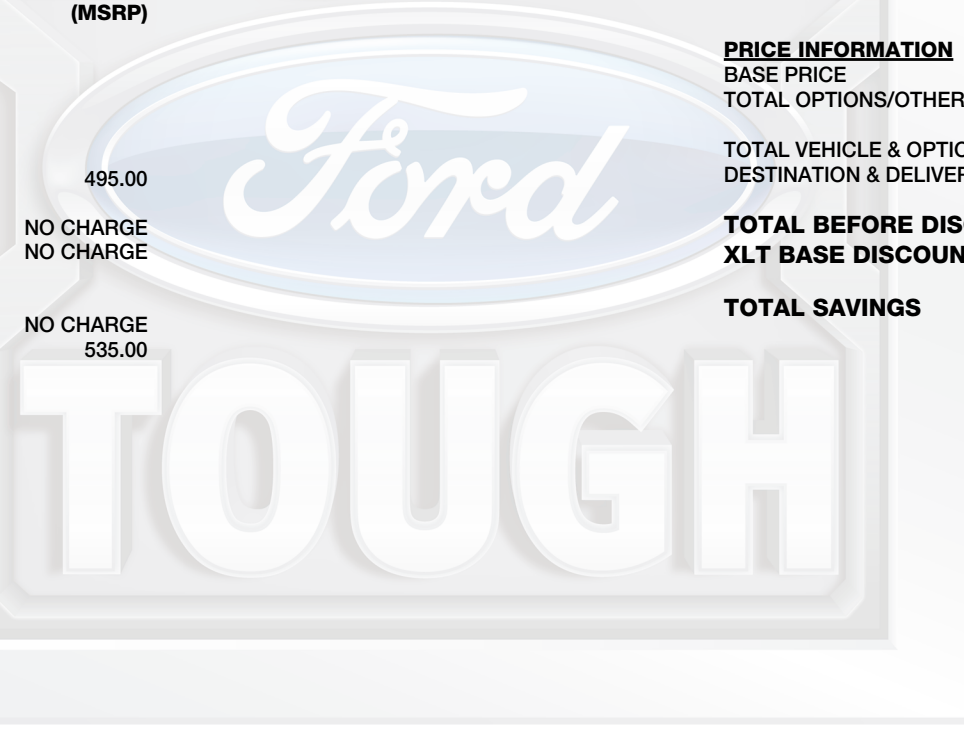 (MSRP)
495.00
NO CHARGE
NO CHARGE
NO CHARGE
535.00
PRICE INFORMATION
BASE PRICE
TOTAL OPTIONS/OTHER
TOTAL VEHICLE & OPTIO
DESTINATION & DELIVER
TOTAL BEFORE DIS
XLT BASE DISCOUN
TOTAL SAVINGS
Ford
TOUGH